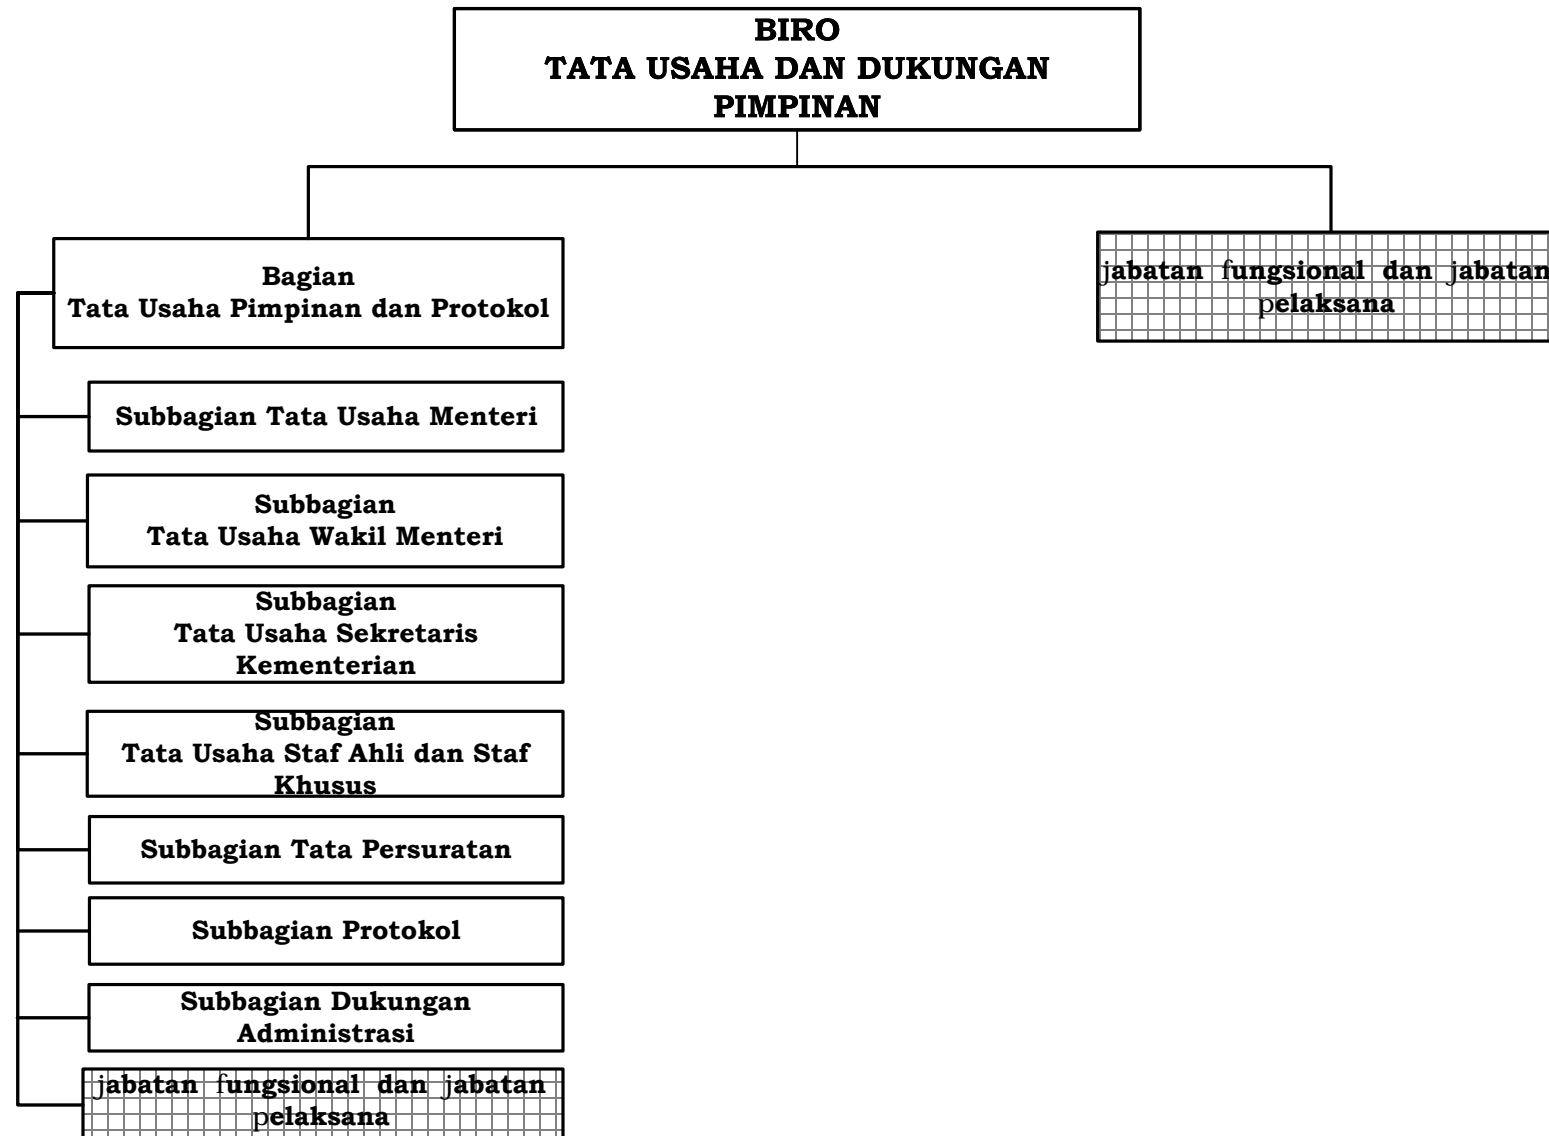 BIRO
TATA USAHA DAN DUKUNGAN
PIMPINAN
Bagian
Tata Usaha Pimpinan dan Protokol
jabatan fungsional dan jabatan
pelaksana
Subbagian Tata Usaha Menteri
Subbagian
Tata Usaha Wakil Menteri
Subbagian
Tata Usaha Sekretaris
Kementerian
Subbagian
Tata Usaha Staf Ahli dan Staf
Khusus
Subbagian Tata Persuratan
Subbagian Protokol
Subbagian Dukungan
Administrasi
jabatan fungsional dan jabatan
pelaksana